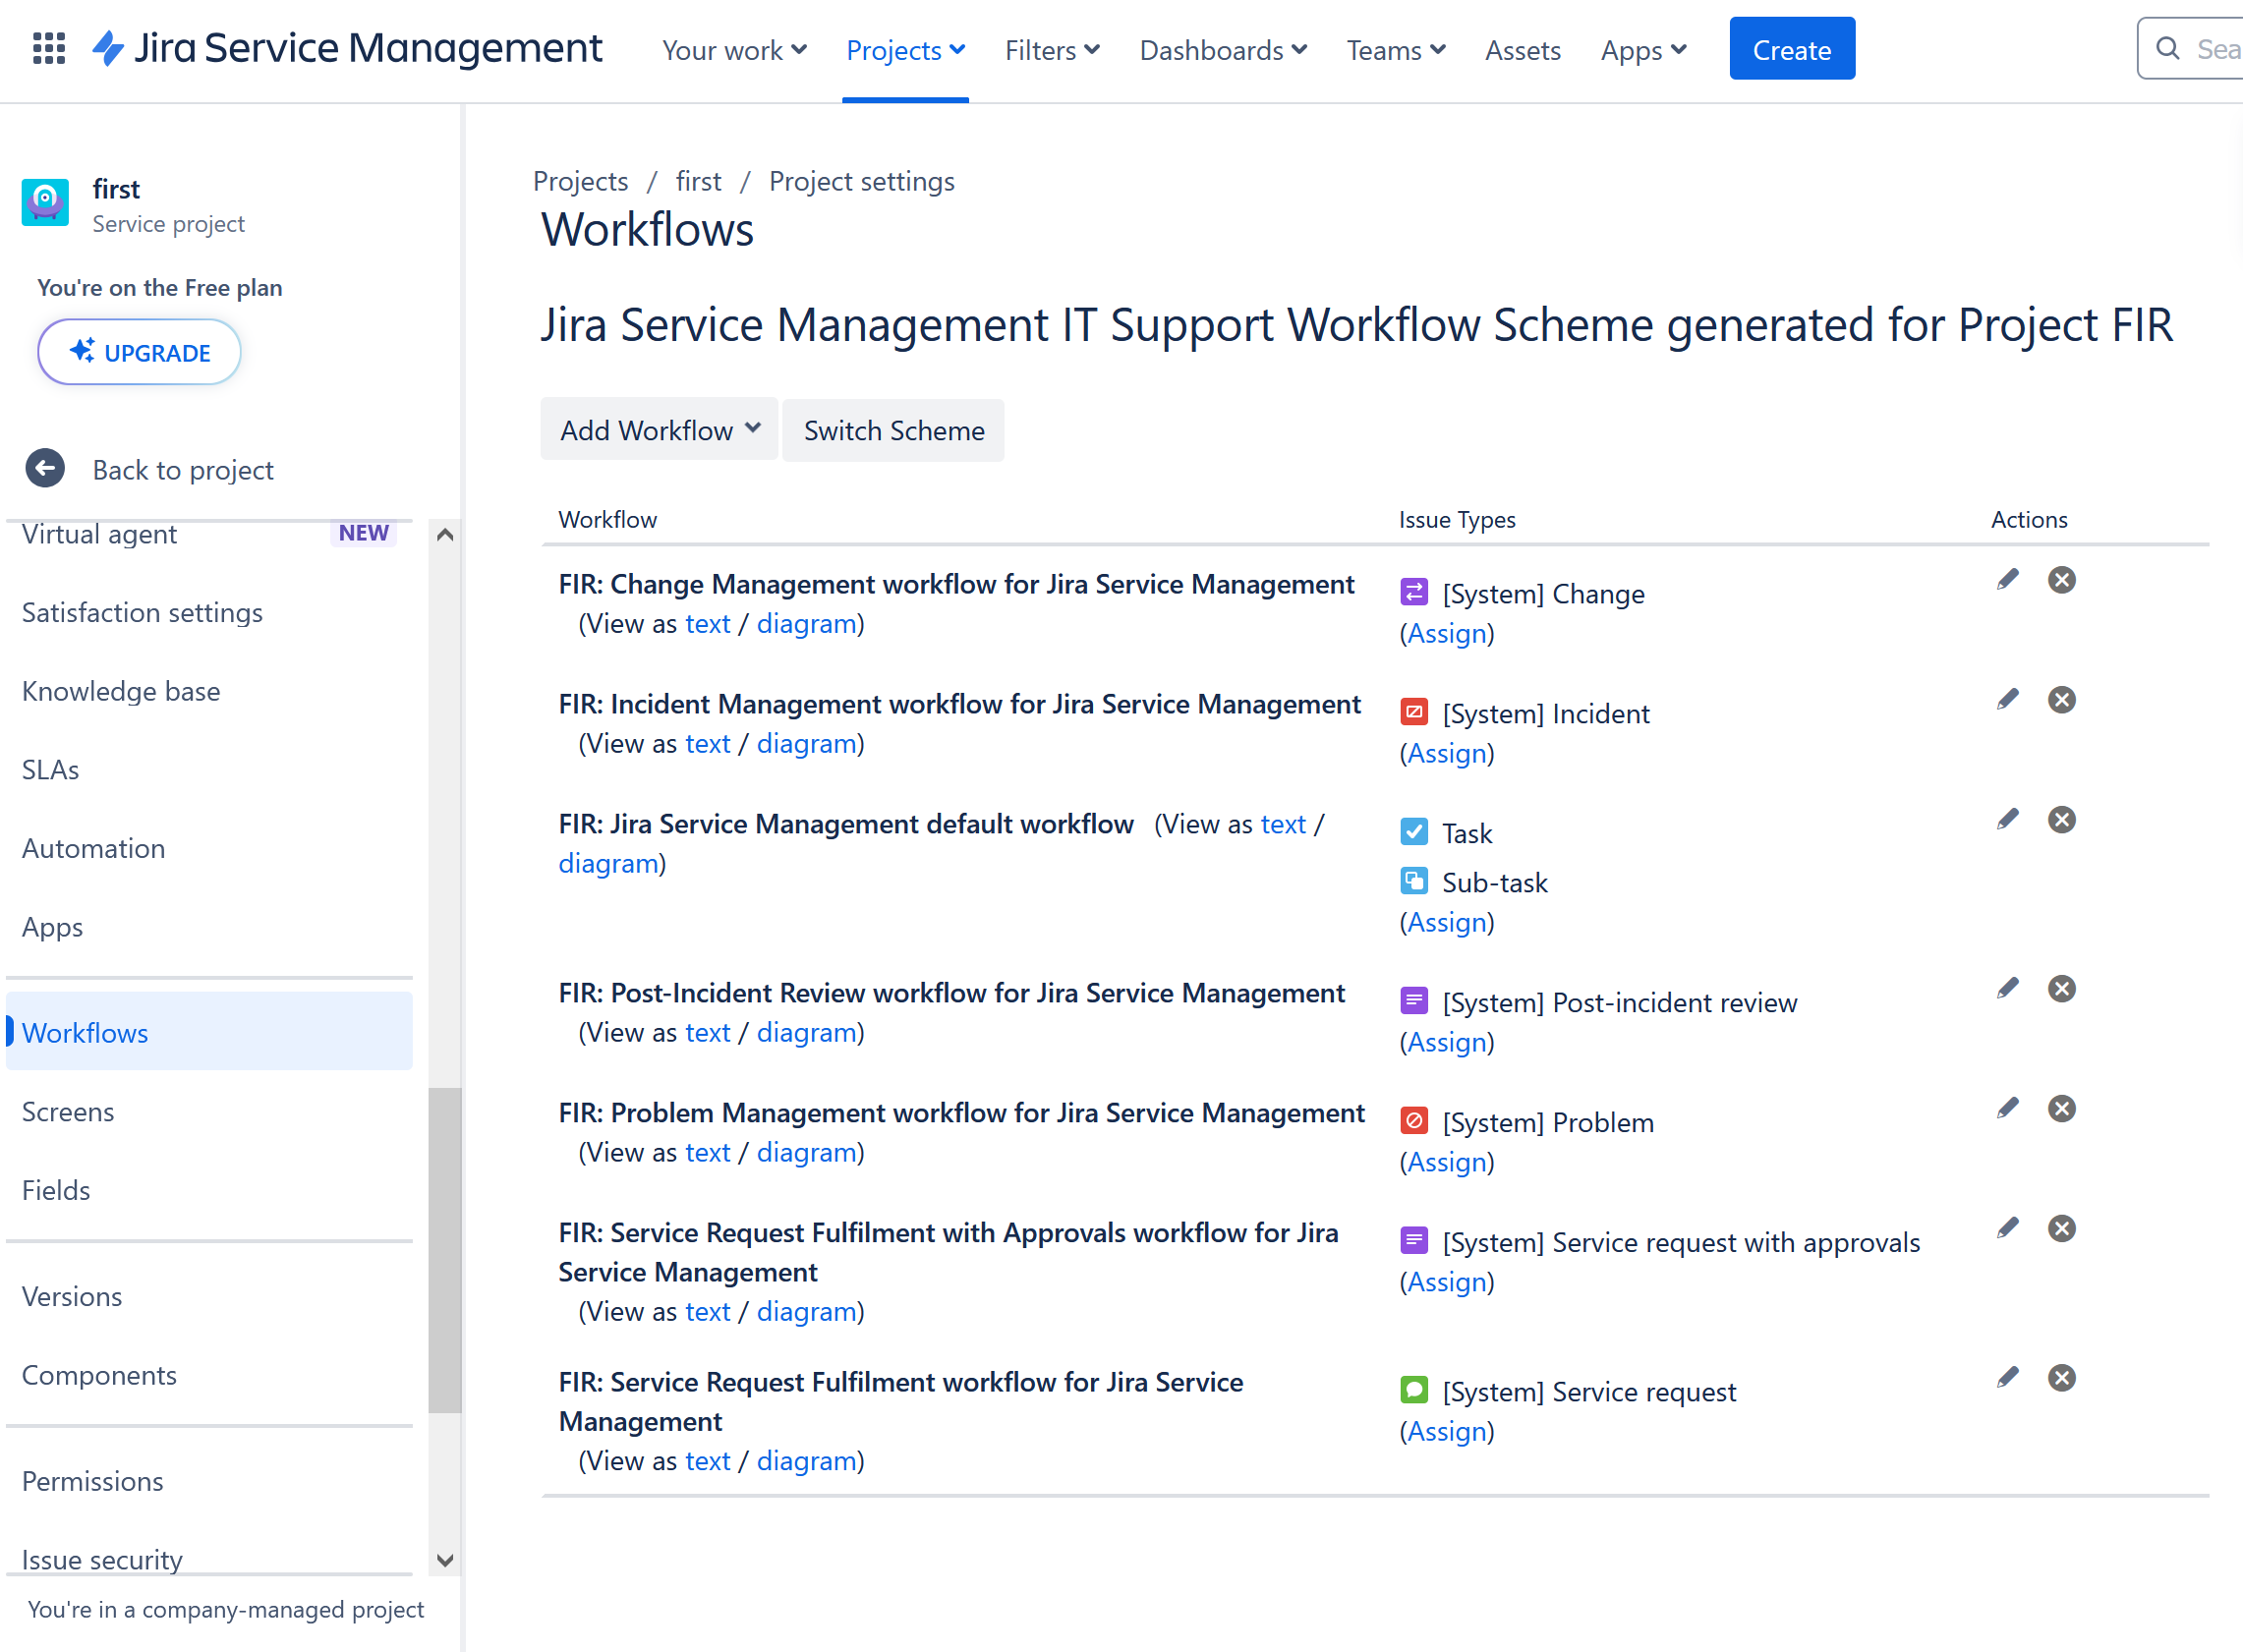 Jira Service Management
Your work
Projects
Filters
Dashboards
Teams
Assets
Apps
Create
Sea
first
Service project
You're on the Free plan
UPGRADE
Back to project
Virtual agent NEW
Satisfaction settings
Knowledge base
SLAs
Automation
Apps
Workflows
Screens
Fields
Versions
Components
Permissions
Issue security
You're in a company-managed project
Projects / first / Project settings
Workflows
Jira Service Management IT Support Workflow Scheme generated for Project FIR
Add Workflow
Switch Scheme
Workflow Issue Types Actions
FIR: Change Management workflow for Jira Service Management
(View as text / diagram)
[System] Change
(Assign)
FIR: Incident Management workflow for Jira Service Management
(View as text / diagram)
[System] Incident
(Assign)
FIR: Jira Service Management default workflow (View as text /
diagram)
Task
Sub-task
(Assign)
FIR: Post-Incident Review workflow for Jira Service Management
(View as text / diagram)
[System] Post-incident review
(Assign)
FIR: Problem Management workflow for Jira Service Management
(View as text / diagram)
[System] Problem
(Assign)
FIR: Service Request Fulfilment with Approvals workflow for Jira
Service Management
(View as text / diagram)
[System] Service request with approvals
(Assign)
FIR: Service Request Fulfilment workflow for Jira Service
Management
(View as text / diagram)
[System] Service request
(Assign)